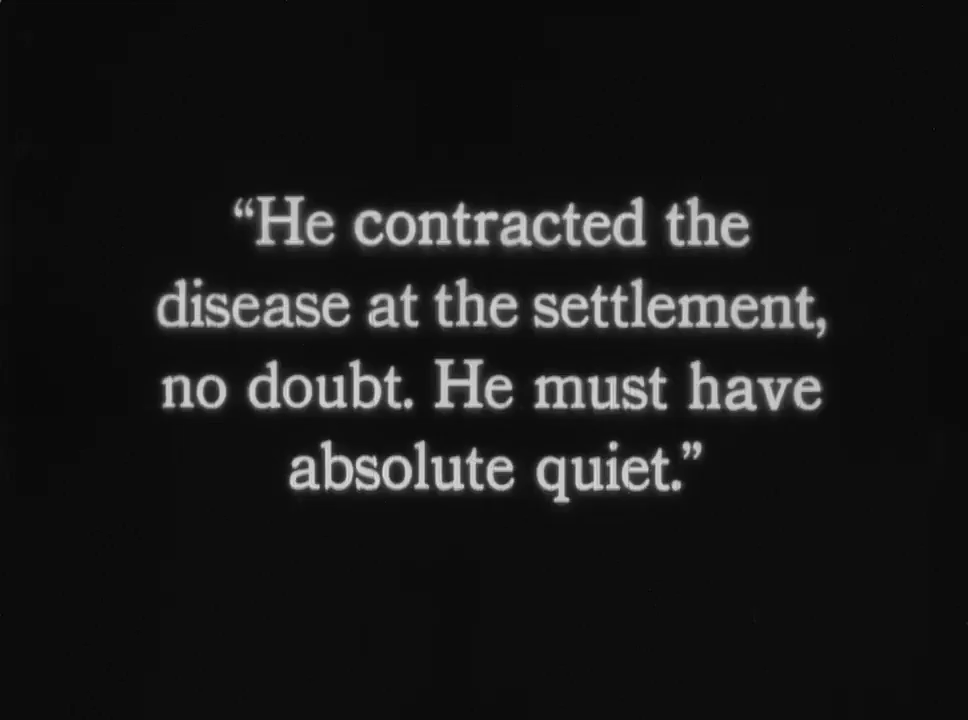 “He contracted the
disease at the settlement,
no doubt. He must have
absolute quiet.”